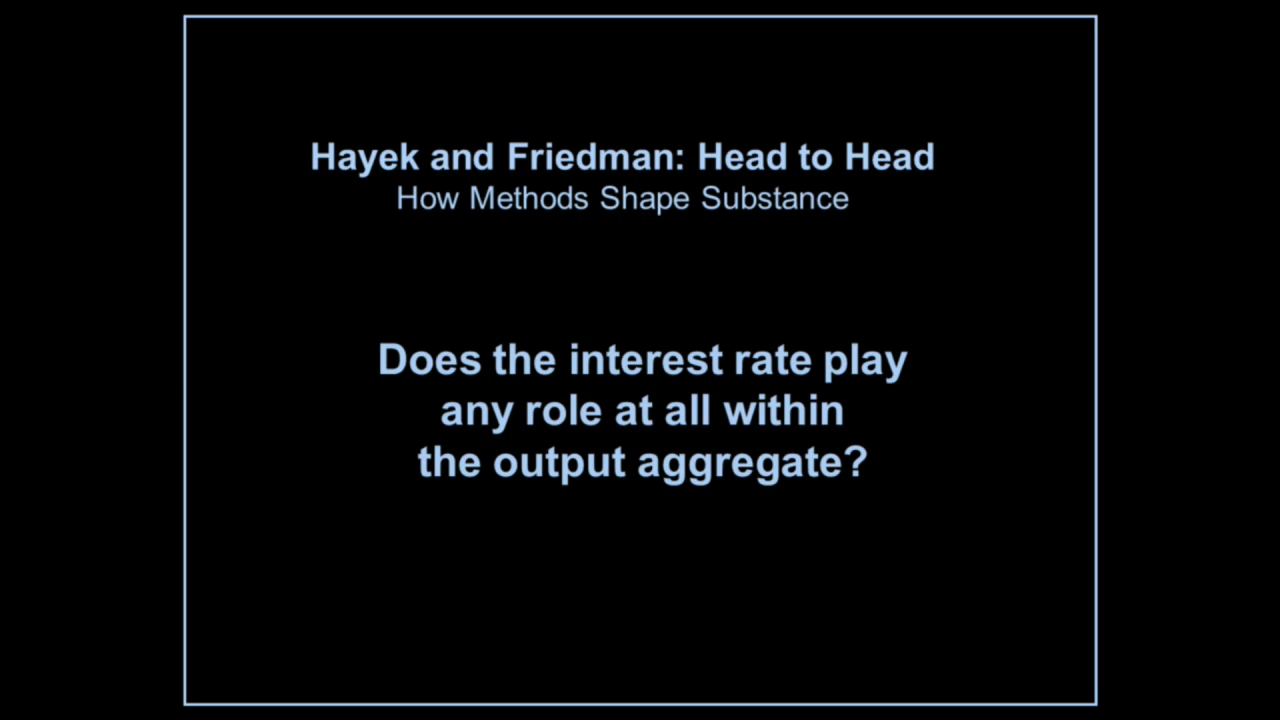 Hayek and Friedman: Head to Head
How Methods Shape Substance
Does the interest rate play
any role at all within
the output aggregate?